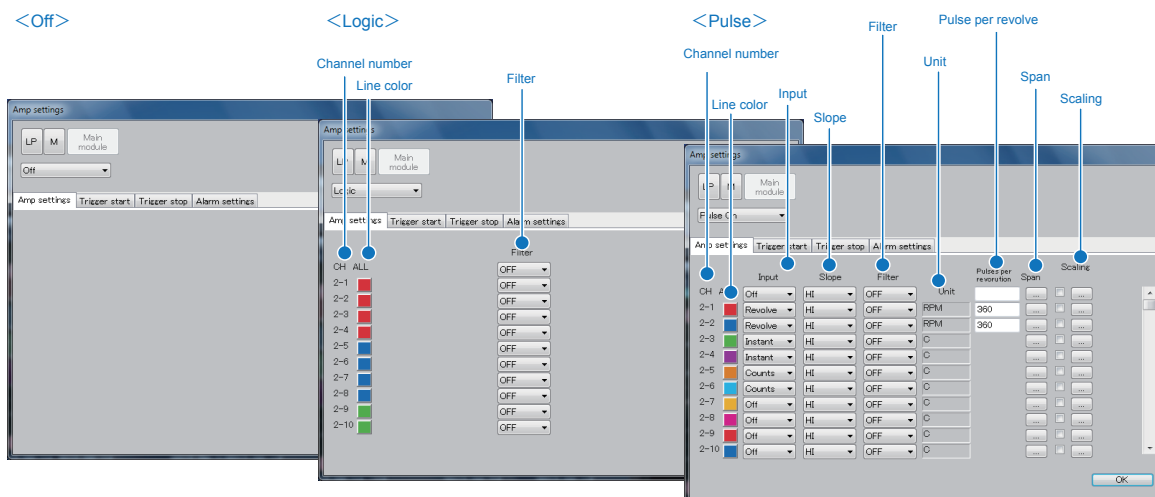 <Off>
<Logic>
<Pulse>
Channel number
Line color
Filter
Channel number
Line color
Input
Slope
Filter
Unit
Pulse per revolve
Span
Scaling
Amp settings
LP M Main module
Off
Amp settings Trigger start Trigger stop Alarm settings
Amp settings
LP M Main module
Logic
Amp settings Trigger start Trigger stop Alarm settings
Filter
CH ALL OFF
2-1 OFF
2-2 OFF
2-3 OFF
2-4 OFF
2-5 OFF
2-6 OFF
2-7 OFF
2-8 OFF
2-9 OFF
2-10 OFF
Amp settings
LP M Main module
Pulse On
Amp settings Trigger start Trigger stop Alarm settings
Input Slope Filter Unit Pulses per revorution Span Scaling
CH Off HI OFF ... ...
2-1 Revolve HI OFF RPM 360 ... ...
2-2 Revolve HI OFF RPM 360 ... ...
2-3 Instant HI OFF C ... ...
2-4 Instant HI OFF C ... ...
2-5 Counts HI OFF C ... ...
2-6 Counts HI OFF C ... ...
2-7 Off HI OFF C ... ...
2-8 Off HI OFF C ... ...
2-9 Off HI OFF C ... ...
2-10 Off HI OFF C ... ...
OK